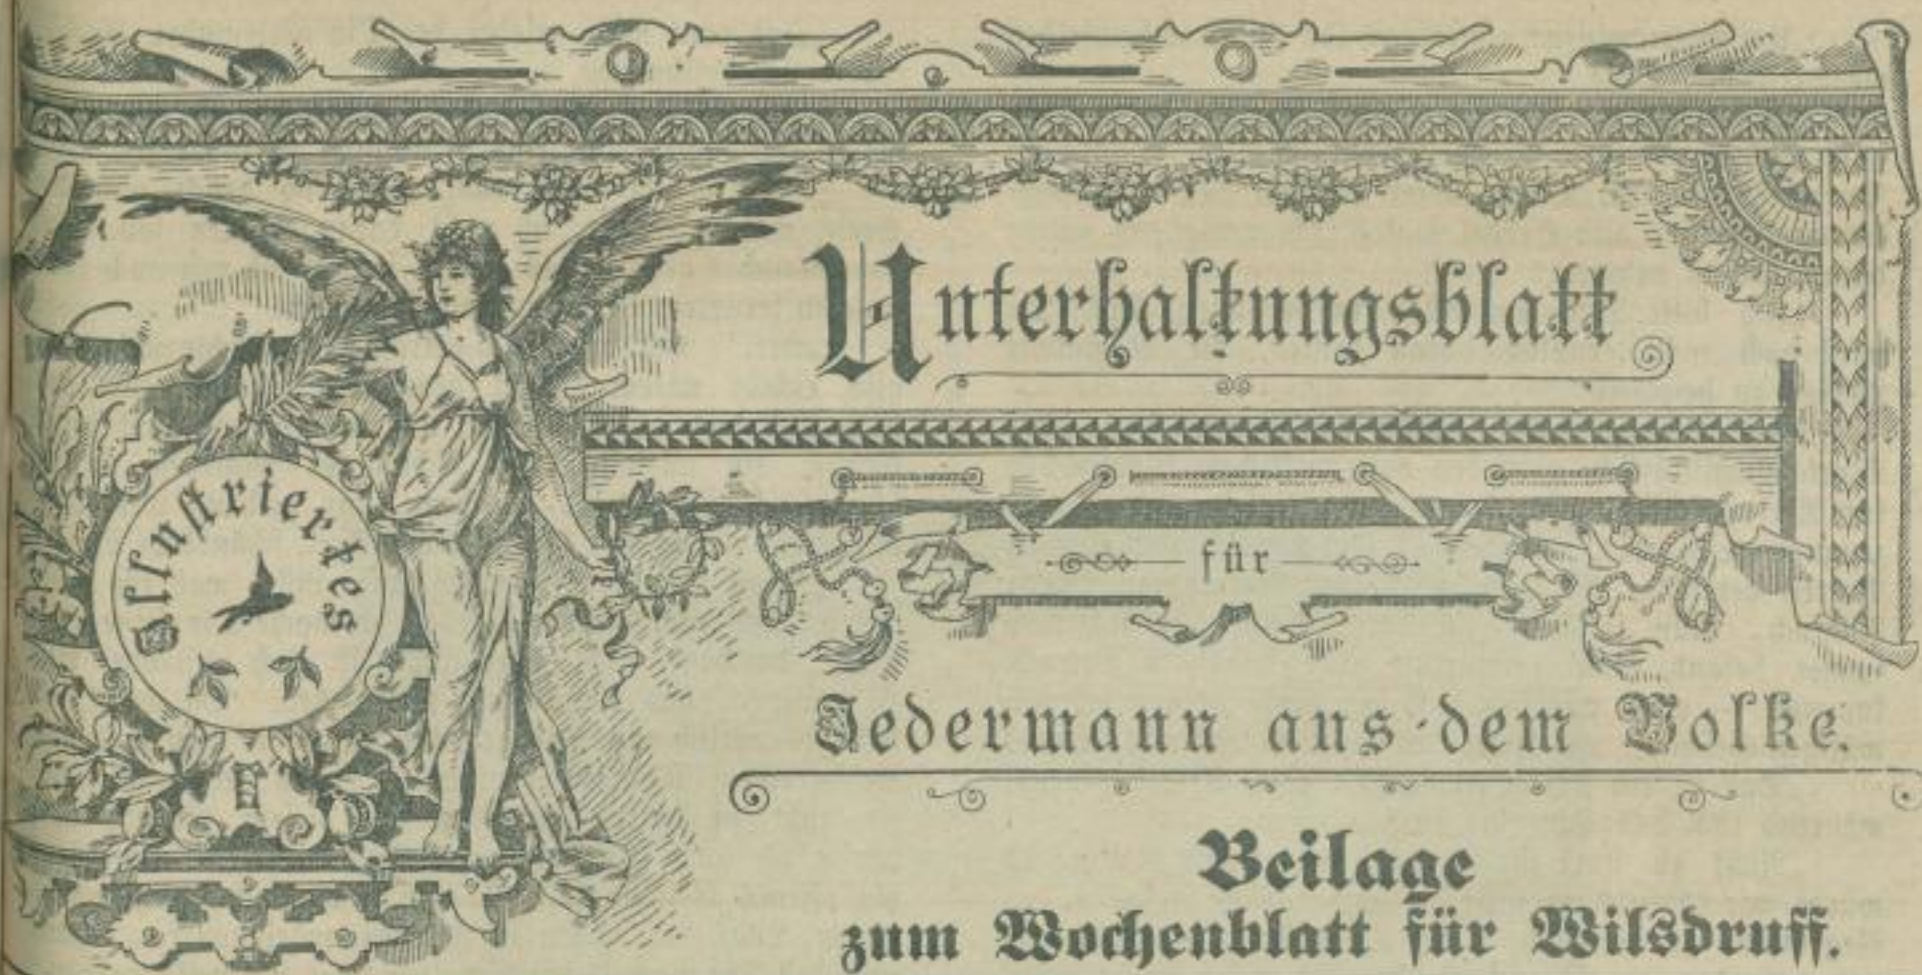 Illustriertes
Unterhaltungsblatt
für
Jedermann aus dem Volke.
Beilage
zum Wochenblatt für Wilsdruff.